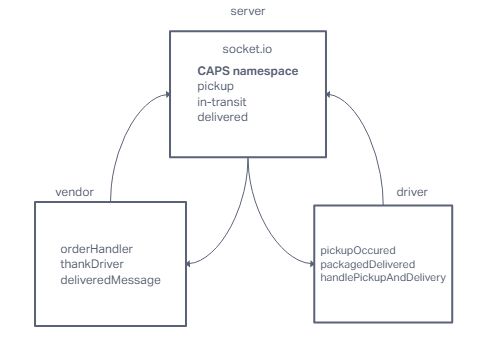 server
socket.io
CAPS namespace
pickup
in-transit
delivered
vendor
orderHandler
thankDriver
deliveredMessage
driver
pickupOccured
packagedDelivered
handlePickupAndDelivery